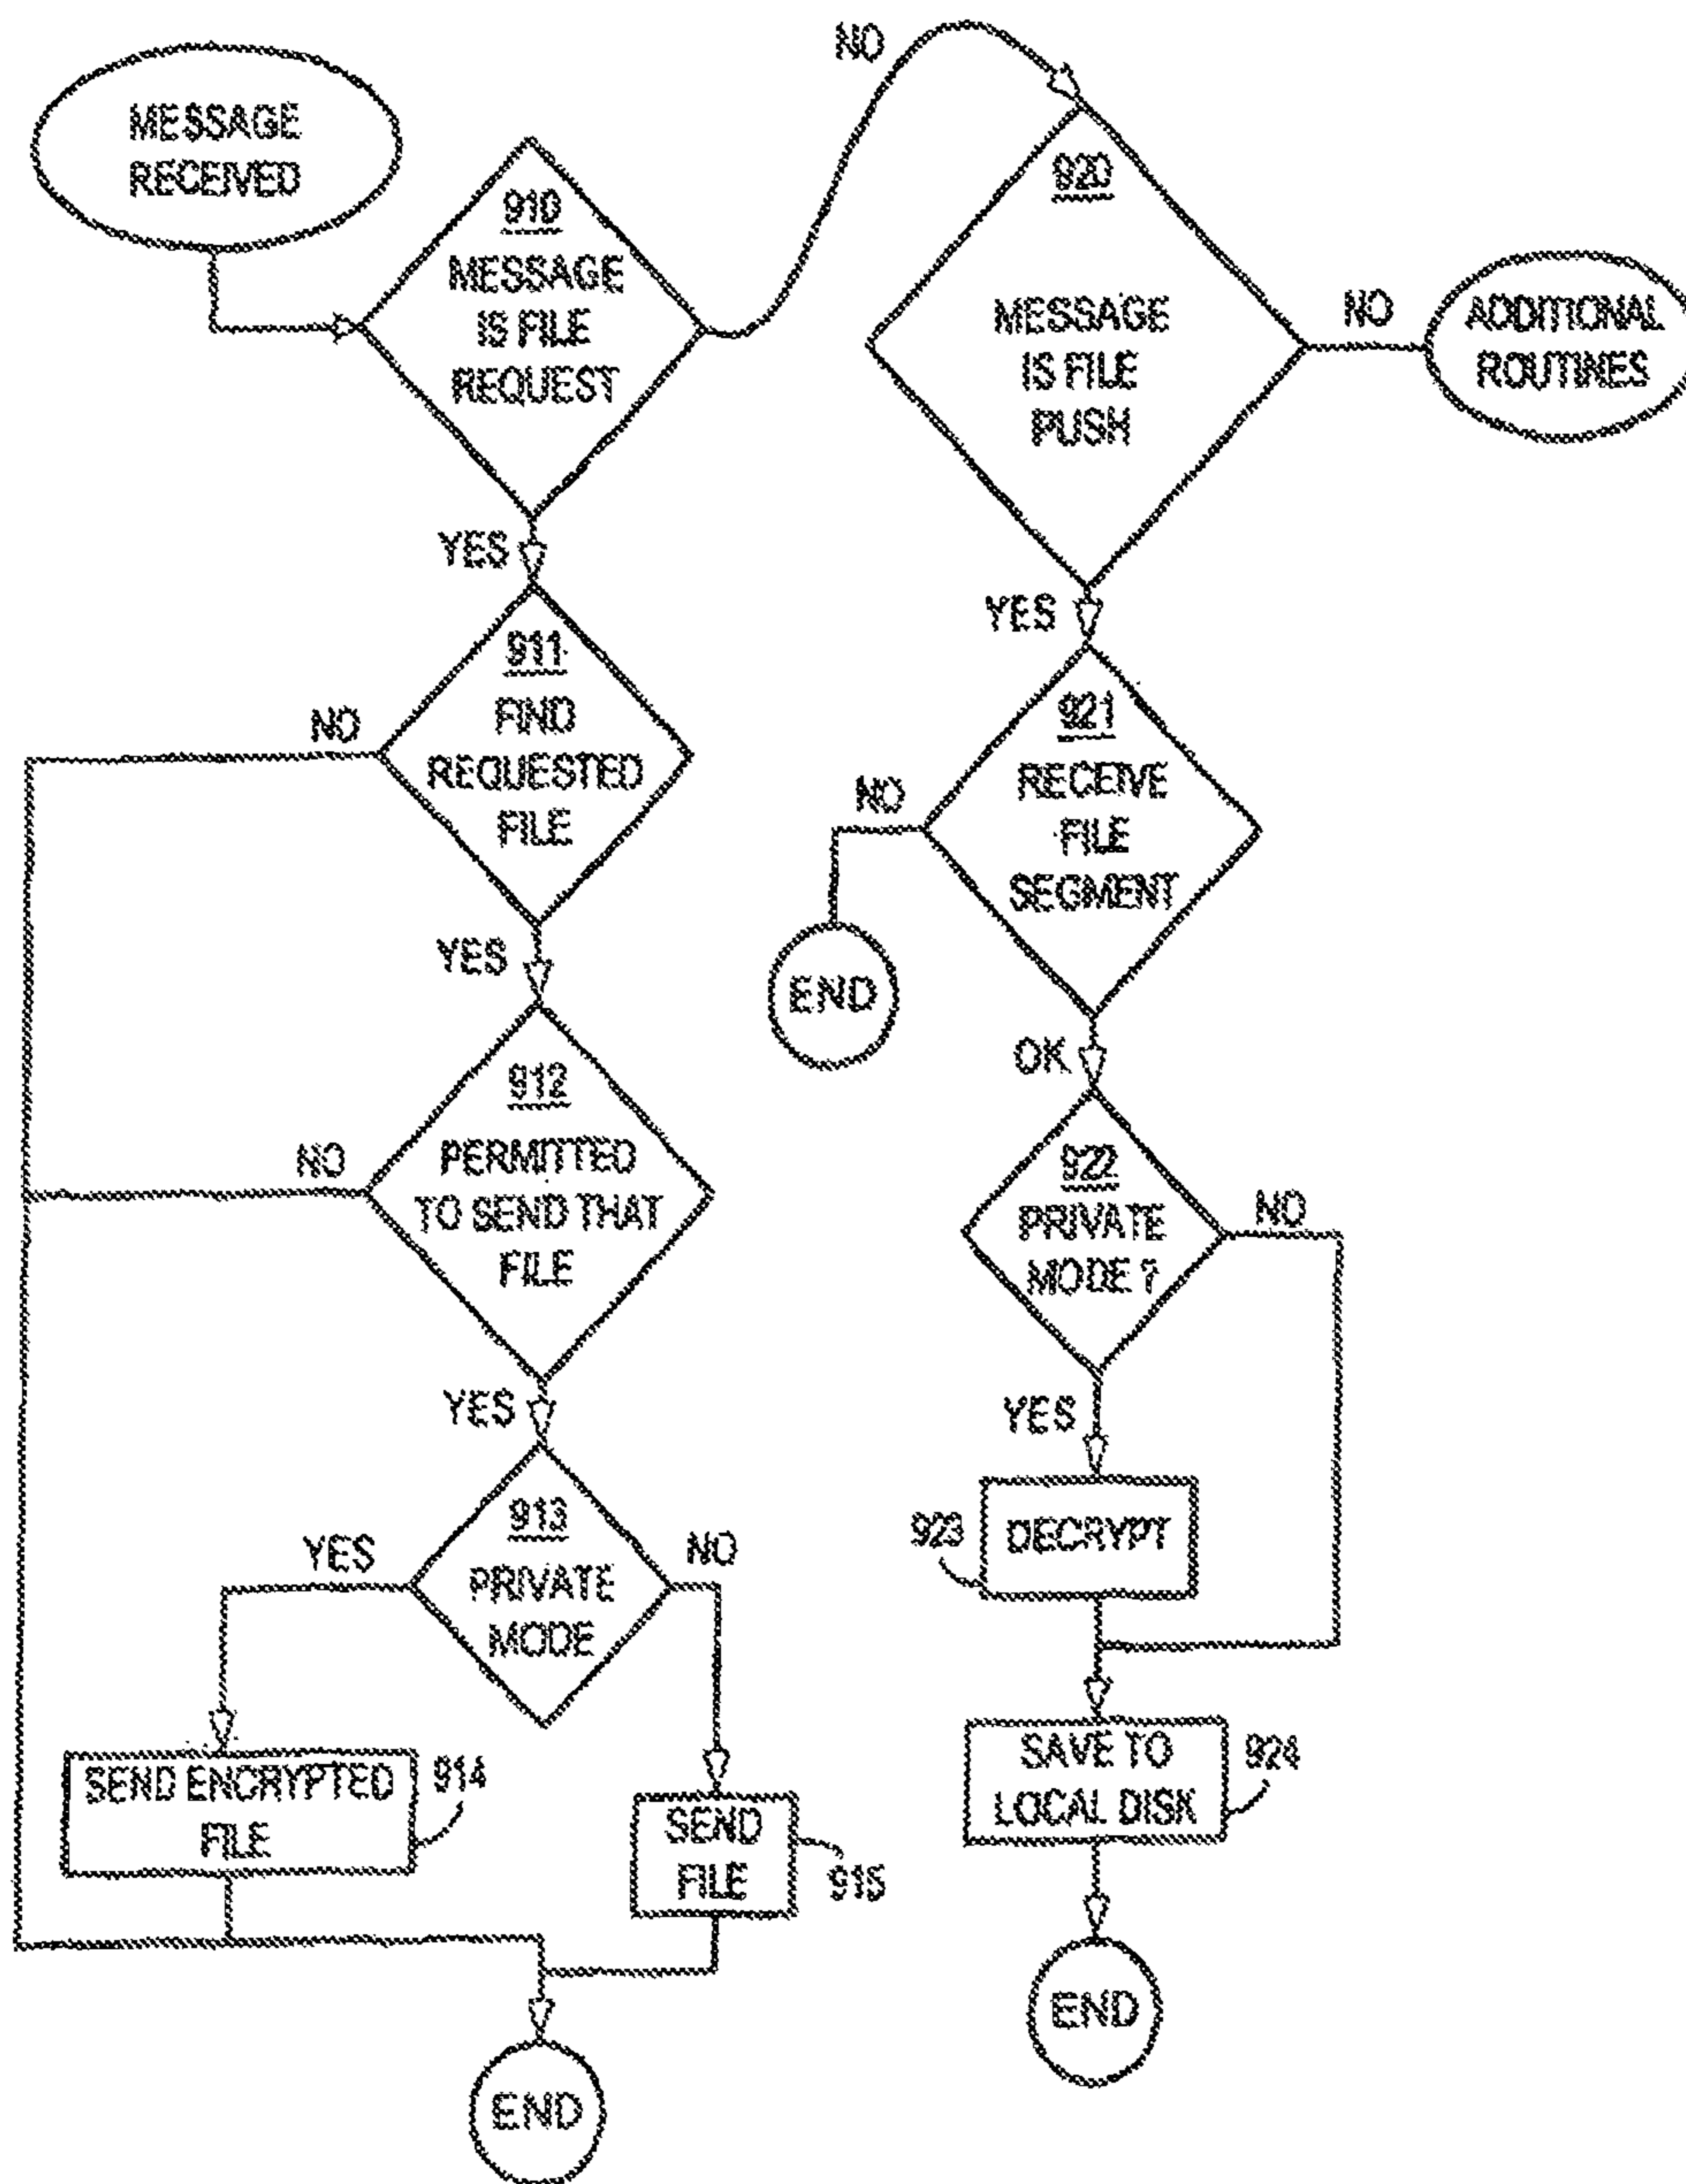 MESSAGE
RECEIVED
910
MESSAGE
IS FILE
REQUEST
NO
YES
911
FIND
REQUESTED
FILE
NO
YES
912
PERMITTED
TO SEND THAT
FILE
NO
YES
913
PRIVATE
MODE
YES
NO
SEND ENCRYPTED
FILE
914
SEND
FILE
915
END
920
MESSAGE
IS FILE
PUSH
NO
ADDITIONAL
ROUTINES
YES
921
RECEIVE
FILE
SEGMENT
NO
END
OK
922
PRIVATE
MODE ?
NO
YES
923
DECRYPT
SAVE TO
LOCAL DISK
924
END